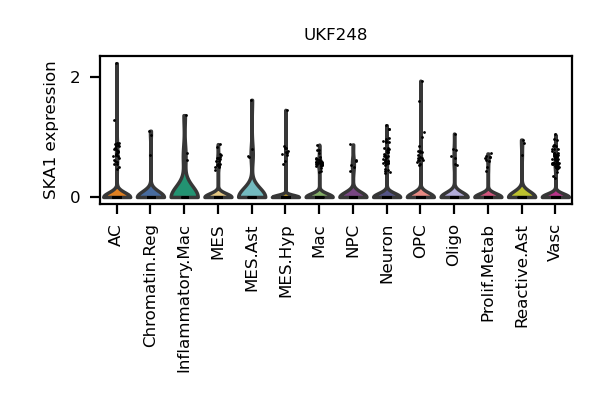 UKF248
SKA1 expression
2
0
AC
Chromatin.Reg
Inflammatory.Mac
MES
MES.Ast
MES.Hyp
Mac
NPC
Neuron
OPC
Oligo
Prolif.Metab
Reactive.Ast
Vasc